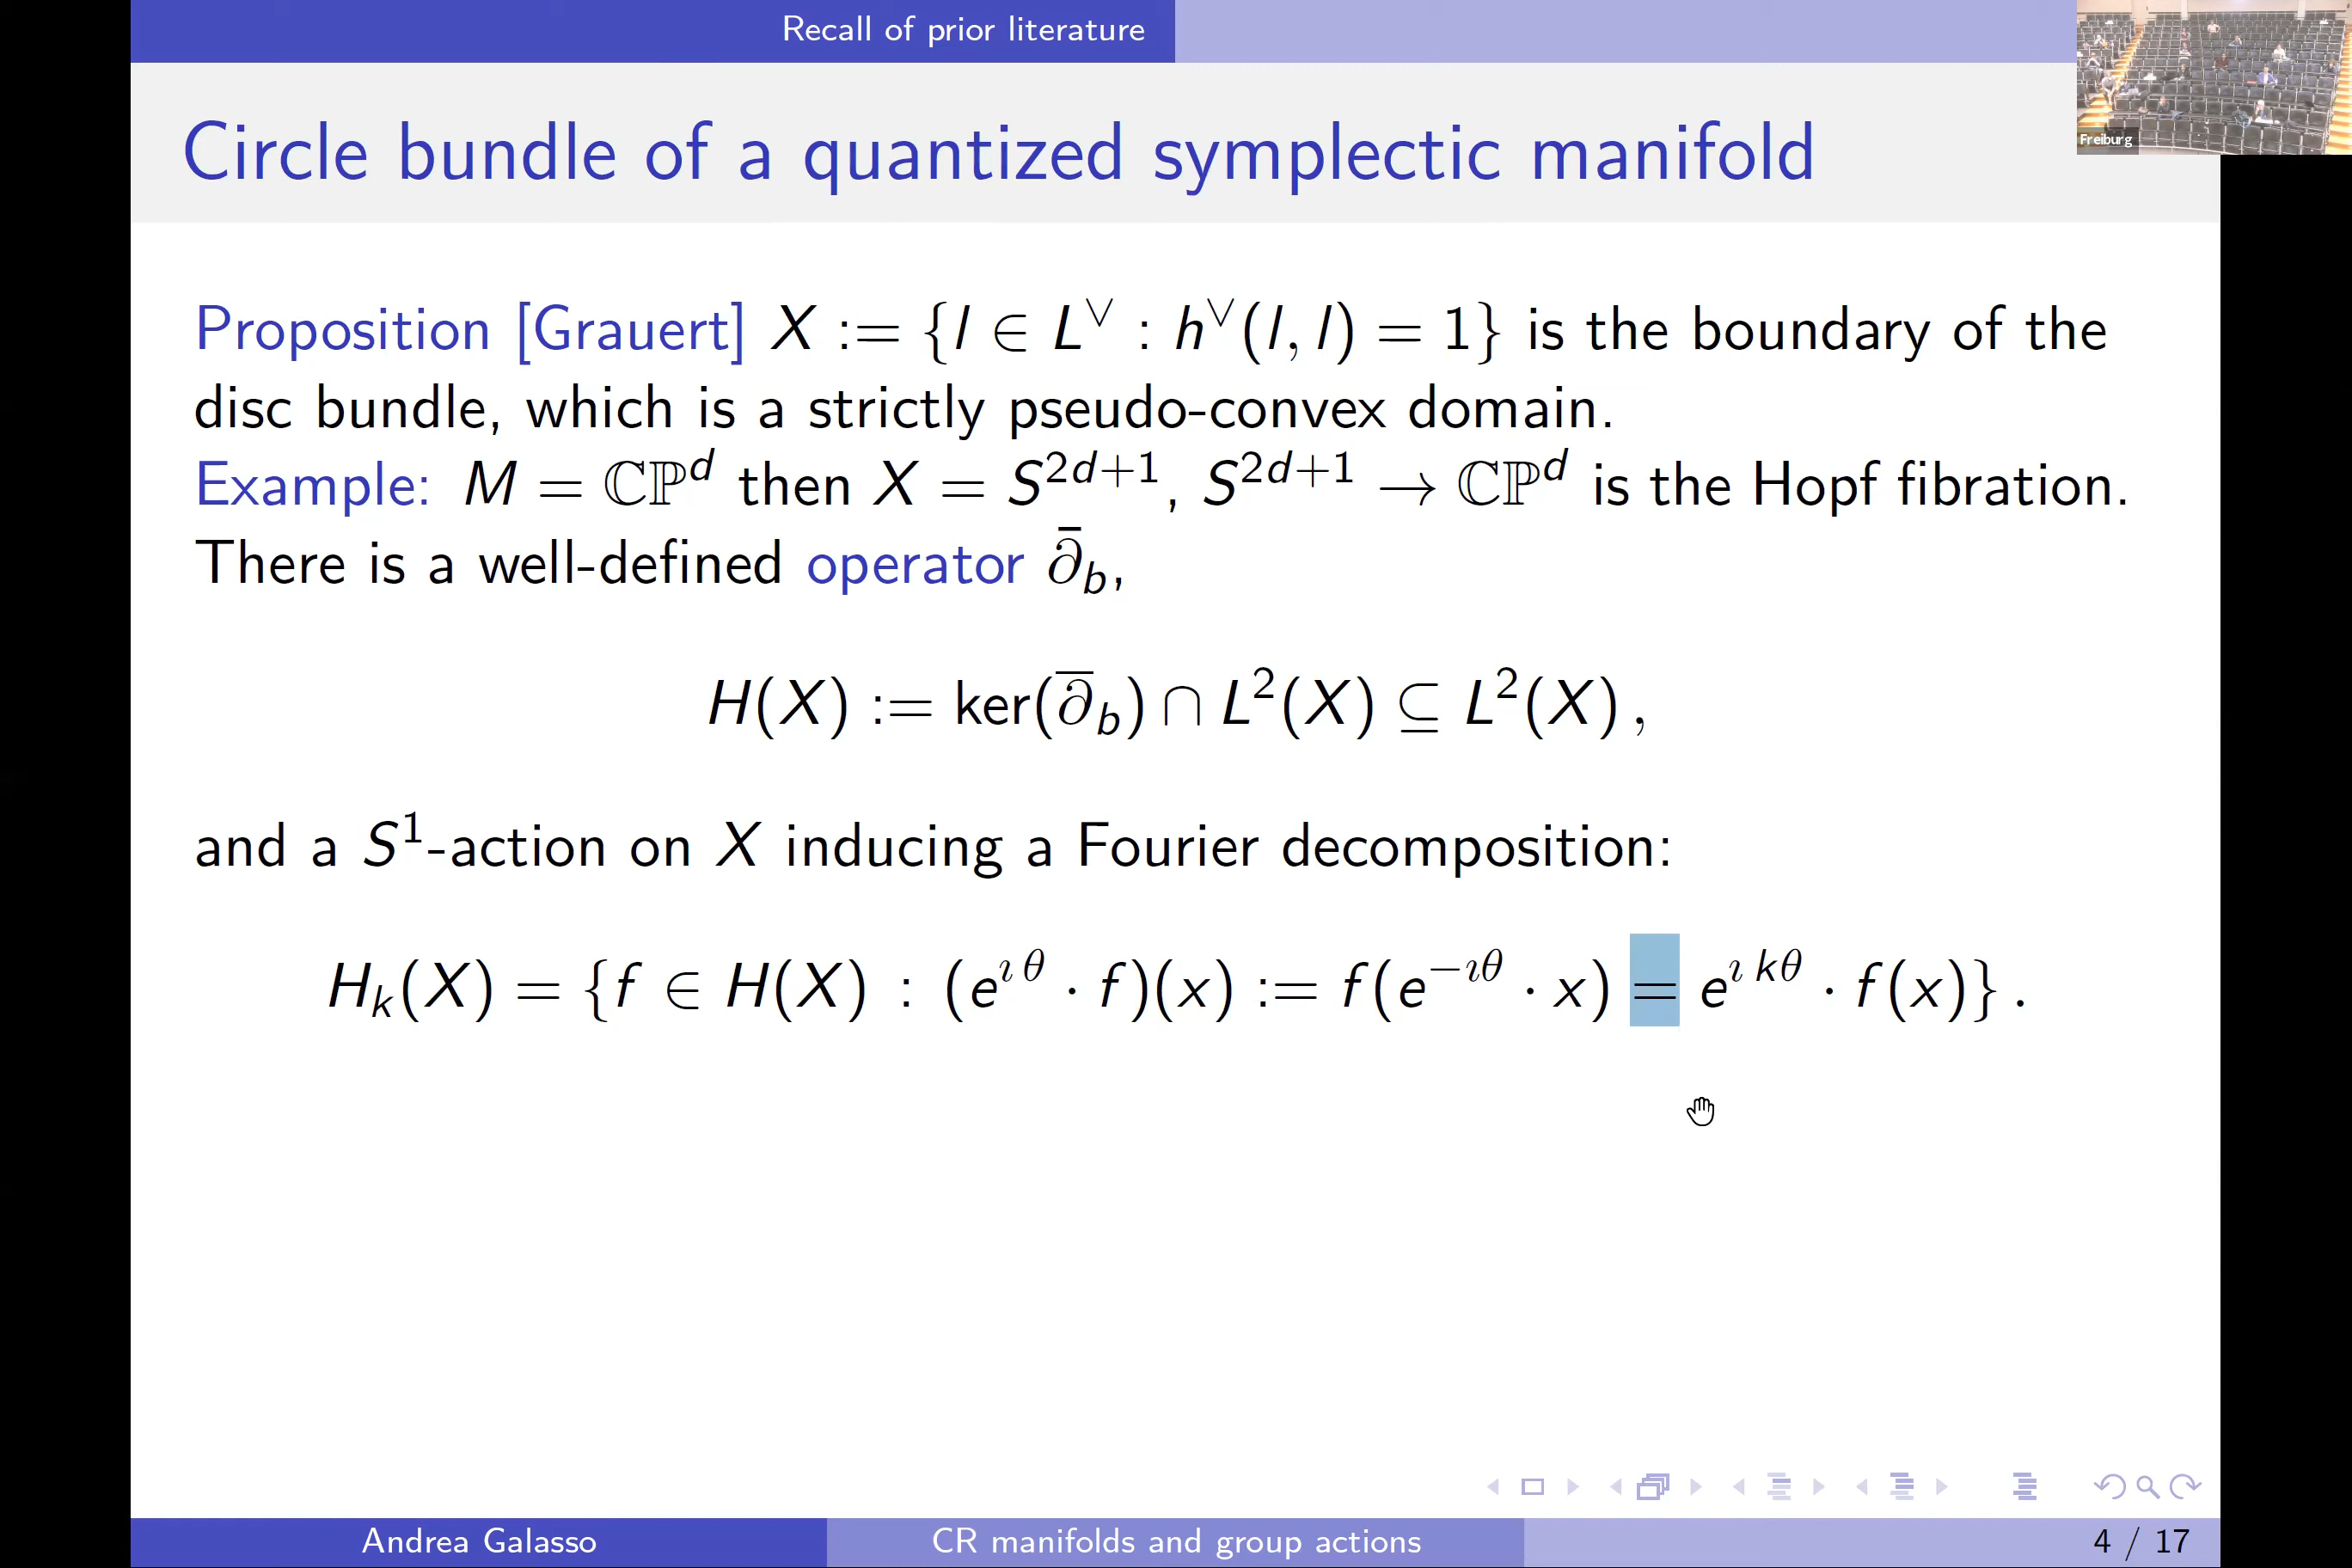 Recall of prior literature
Freiburg
Circle bundle of a quantized symplectic manifold
Proposition [Grauert] X := {l ∈ L^∨ : h^∨(l, l) = 1} is the boundary of the
disc bundle, which is a strictly pseudo-convex domain.
Example: M = ℂℙ^d then X = S^{2d+1}, S^{2d+1} → ℂℙ^d is the Hopf fibration.
There is a well-defined operator ∂̄_b,
H(X) := ker(∂̄_b) ∩ L²(X) ⊆ L²(X) ,
and a S¹-action on X inducing a Fourier decomposition:
H_k(X) = {f ∈ H(X) : (e^{ıθ} · f)(x) := f(e^{−ıθ} · x) = e^{ıkθ} · f(x)} .
Andrea Galasso
CR manifolds and group actions
4 / 17